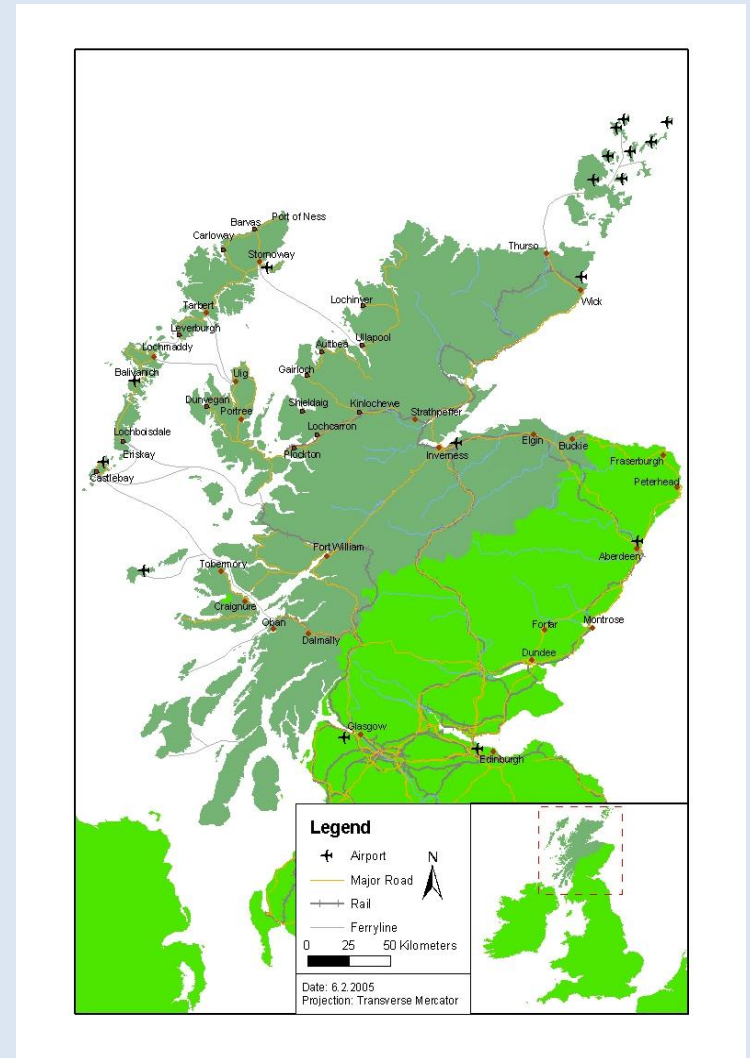 Port of Ness
Barvas
Carloway
Stornoway
Thurso
Lochinver
Wick
Tarbert
Leverburgh
Ullapool
Lochmaddy
Aultbea
Balivanich
Uig
Gairloch
Dunvegan
Shieldaig
Kinlochewe
Portree
Strathpeffer
Lochboisdale
Lochcarron
Elgin
Buckie
Eriskay
Plockton
Inverness
Fraserburgh
Castlebay
Peterhead
Fort William
Aberdeen
Tobermory
Craignure
Oban
Forfar
Montrose
Dalmally
Dundee
Glasgow
Edinburgh
Legend
Airport
N
Major Road
Rail
Ferryline
0 25 50 Kilometers
Date: 6.2.2005
Projection: Transverse Mercator